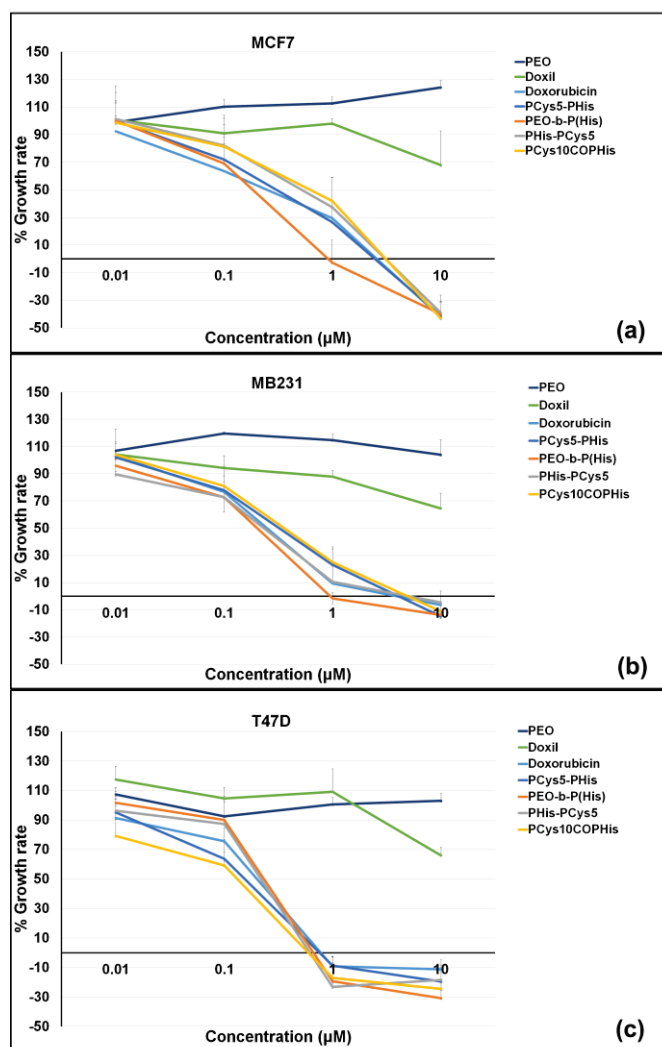 MCF7
150
130
110
90
70
50
30
10
-10
-30
-50
% Growth rate
0.01 0.1 1 10
Concentration (µM)
PEO
Doxil
Doxorubicin
PCys5-PHis
PEO-b-P(His)
PHis-PCys5
PCys10COPHis
(a)
MB231
150
130
110
90
70
50
30
10
-10
-30
-50
% Growth rate
0.01 0.1 1 10
Concentration (µM)
PEO
Doxil
Doxorubicin
PCys5-PHis
PEO-b-P(His)
PHis-PCys5
PCys10COPHis
(b)
T47D
150
130
110
90
70
50
30
10
-10
-30
-50
% Growth rate
0.01 0.1 1 10
Concentration (µM)
PEO
Doxil
Doxorubicin
PCys5-PHis
PEO-b-P(His)
PHis-PCys5
PCys10COPHis
(c)